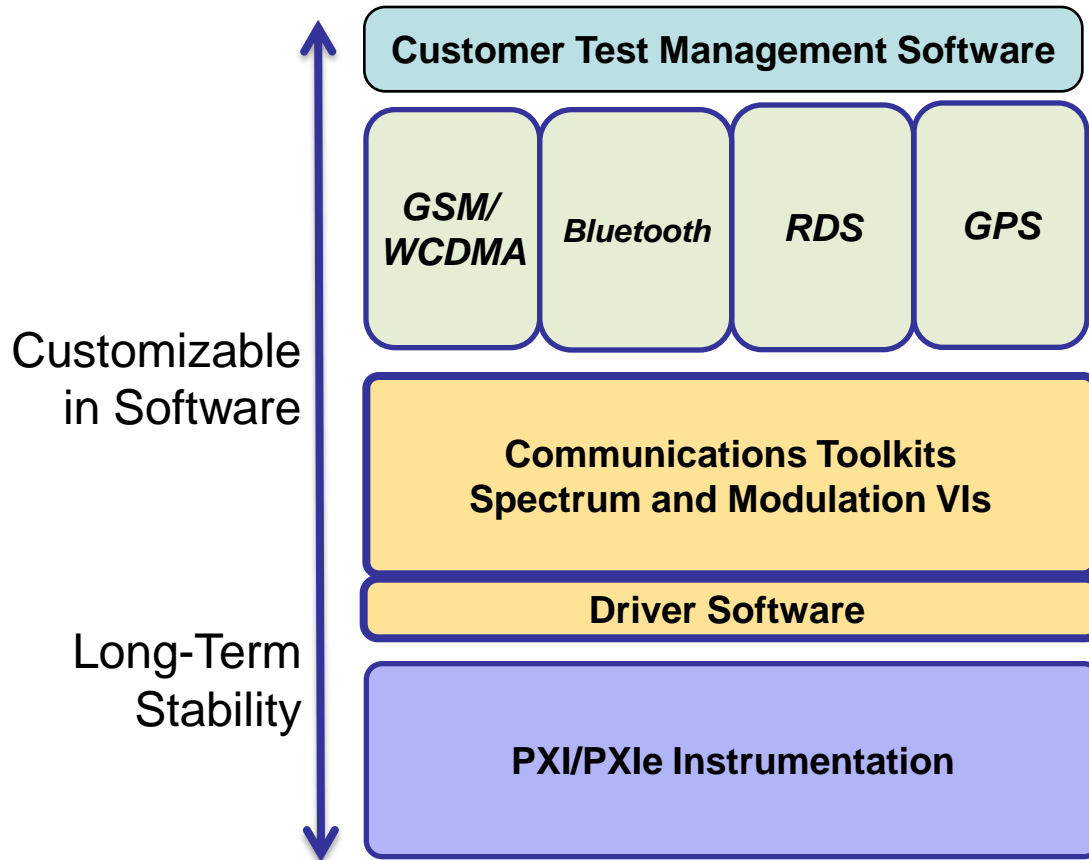 Customer Test Management Software
GSM/
WCDMA
Bluetooth
RDS
GPS
Customizable
in Software
Communications Toolkits
Spectrum and Modulation VIs
Driver Software
Long-Term
Stability
PXI/PXIe Instrumentation